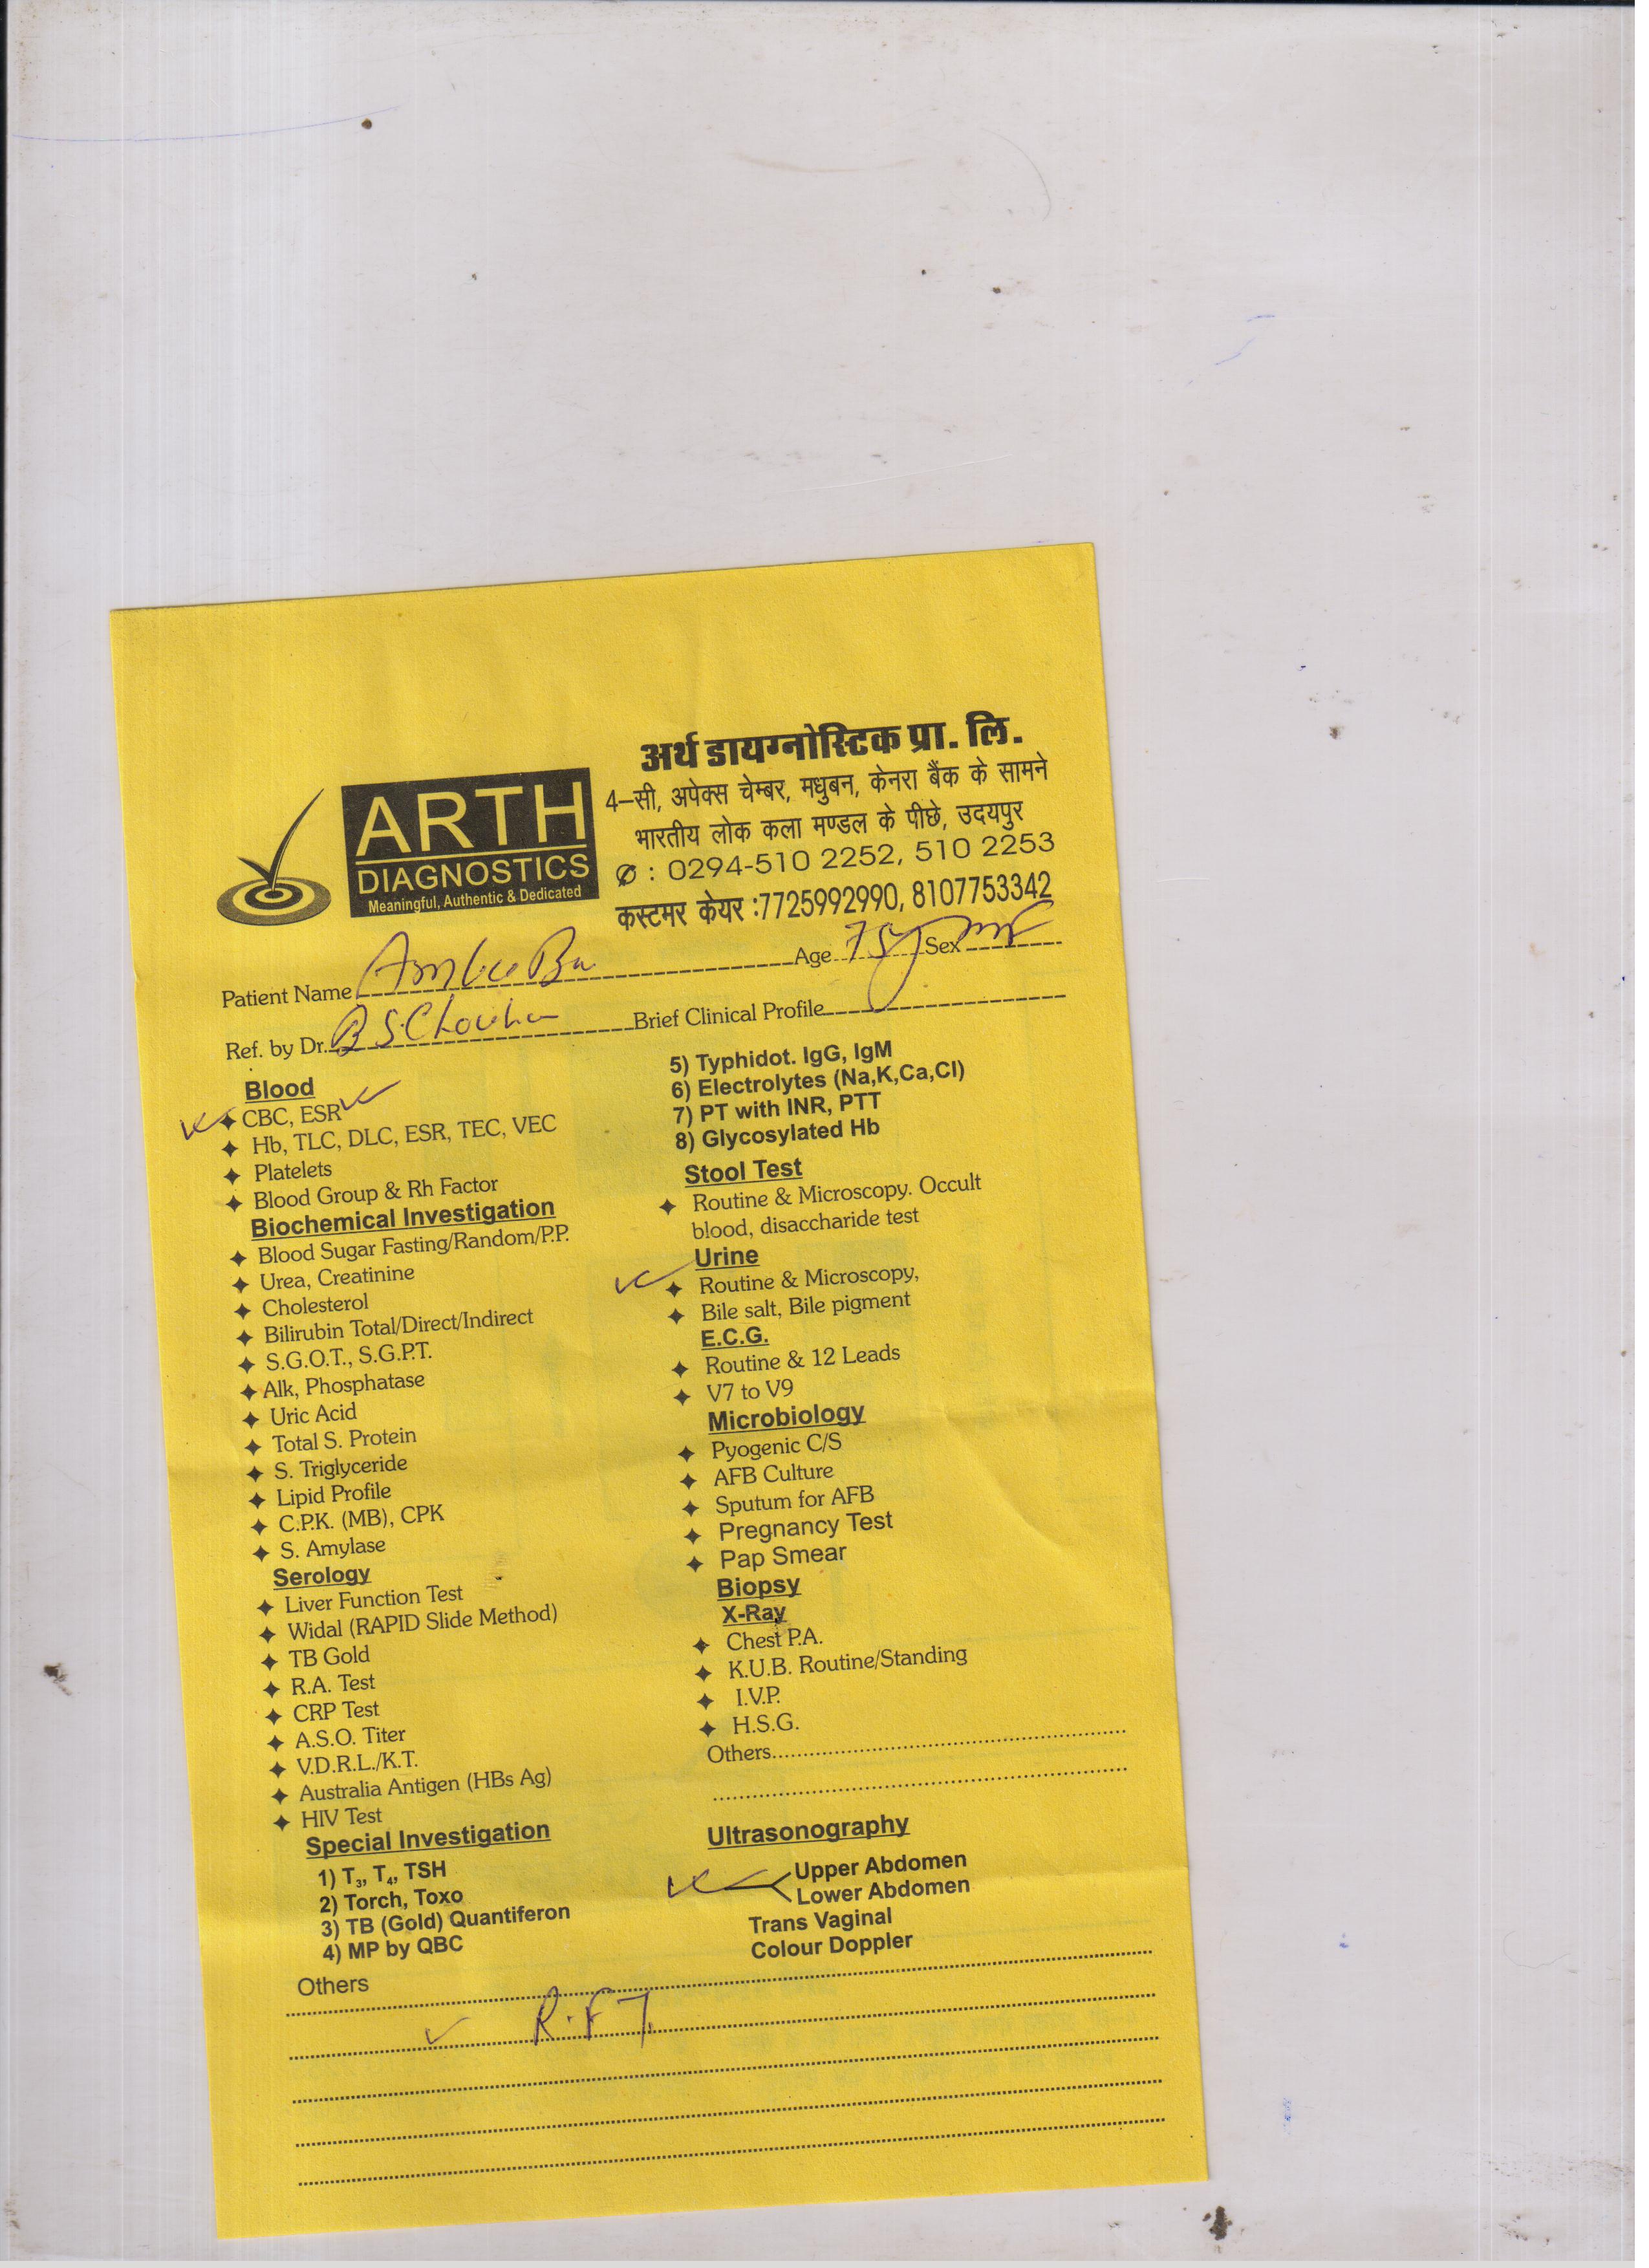 अर्थ डायग्नोस्टिक प्रा. लि.
4–सी, अपेक्स चेम्बर, मधुबन, केनरा बैंक के सामने
भारतीय लोक कला मण्डल के पीछे, उदयपुर
: 0294-510 2252, 510 2253
कस्टमर केयर :7725992990, 8107753342
ARTH
DIAGNOSTICS
Meaningful, Authentic & Dedicated
Patient Name Age 75y Sex
Ref. by Dr. B S Chouhan Brief Clinical Profile
Blood
CBC, ESR
Hb, TLC, DLC, ESR, TEC, VEC
Platelets
Blood Group & Rh Factor
Biochemical Investigation
Blood Sugar Fasting/Random/P.P.
Urea, Creatinine
Cholesterol
Bilirubin Total/Direct/Indirect
S.G.O.T., S.G.P.T.
Alk, Phosphatase
Uric Acid
Total S. Protein
S. Triglyceride
Lipid Profile
C.P.K. (MB), CPK
S. Amylase
Serology
Liver Function Test
Widal (RAPID Slide Method)
TB Gold
R.A. Test
CRP Test
A.S.O. Titer
V.D.R.L./K.T.
Australia Antigen (HBs Ag)
HIV Test
Special Investigation
1) T3, T4, TSH
2) Torch, Toxo
3) TB (Gold) Quantiferon
4) MP by QBC
5) Typhidot. IgG, IgM
6) Electrolytes (Na,K,Ca,Cl)
7) PT with INR, PTT
8) Glycosylated Hb
Stool Test
Routine & Microscopy. Occult
blood, disaccharide test
Urine
Routine & Microscopy,
Bile salt, Bile pigment
E.C.G.
Routine & 12 Leads
V7 to V9
Microbiology
Pyogenic C/S
AFB Culture
Sputum for AFB
Pregnancy Test
Pap Smear
Biopsy
X-Ray
Chest P.A.
K.U.B. Routine/Standing
I.V.P.
H.S.G.
Others
Ultrasonography
Upper Abdomen
Lower Abdomen
Trans Vaginal
Colour Doppler
Others
R.F.T.